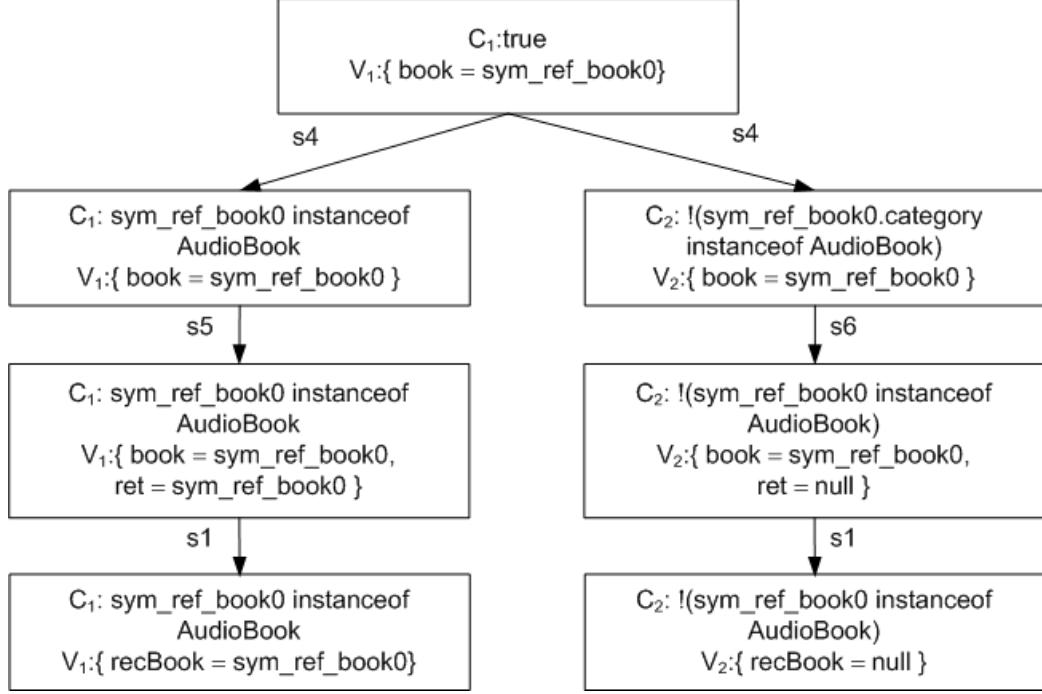 C₁:true
V₁:{ book = sym_ref_book0}
s4
s4
C₁: sym_ref_book0 instanceof
AudioBook
V₁:{ book = sym_ref_book0 }
C₂: !(sym_ref_book0.category
instanceof AudioBook)
V₂:{ book = sym_ref_book0 }
s5
s6
C₁: sym_ref_book0 instanceof
AudioBook
V₁:{ book = sym_ref_book0,
ret = sym_ref_book0 }
C₂: !(sym_ref_book0 instanceof
AudioBook)
V₂:{ book = sym_ref_book0,
ret = null }
s1
s1
C₁: sym_ref_book0 instanceof
AudioBook
V₁:{ recBook = sym_ref_book0}
C₂: !(sym_ref_book0 instanceof
AudioBook)
V₂:{ recBook = null }